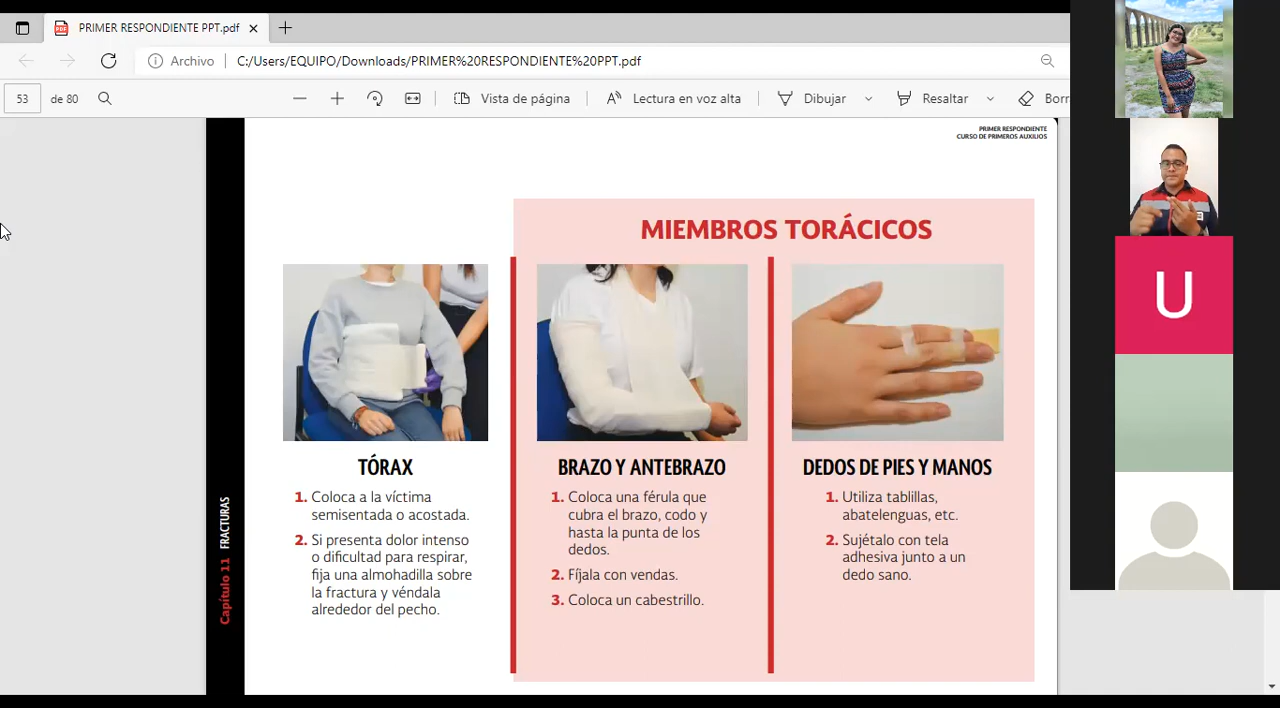 PRIMER RESPONDIENTE PPT.pdf
Archivo
C:/Users/EQUIPO/Downloads/PRIMER%20RESPONDIENTE%20PPT.pdf
53 de 80
Vista de página
Lectura en voz alta
Dibujar
Resaltar
Borr
PRIMER RESPONDIENTE
CURSO DE PRIMEROS AUXILIOS
MIEMBROS TORÁCICOS
TÓRAX
1. Coloca a la víctima
semisentada o acostada.
2. Si presenta dolor intenso
o dificultad para respirar,
fija una almohadilla sobre
la fractura y véndala
alrededor del pecho.
BRAZO Y ANTEBRAZO
1. Coloca una férula que
cubra el brazo, codo y
hasta la punta de los
dedos.
2. Fíjala con vendas.
3. Coloca un cabestrillo.
DEDOS DE PIES Y MANOS
1. Utiliza tablillas,
abatelenguas, etc.
2. Sujétalo con tela
adhesiva junto a un
dedo sano.
Capítulo 11 FRACTURAS
U